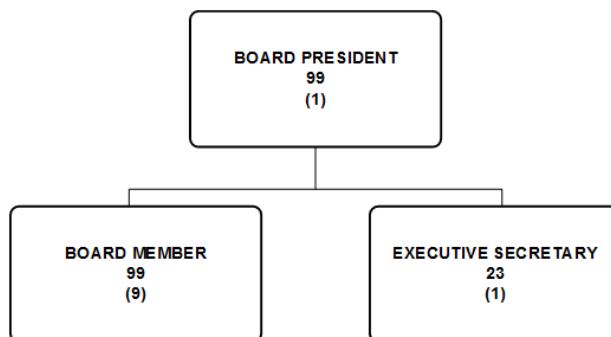 BOARD PRESIDENT
99
(1)
BOARD MEMBER
99
(9)
EXECUTIVE SECRETARY
23
(1)